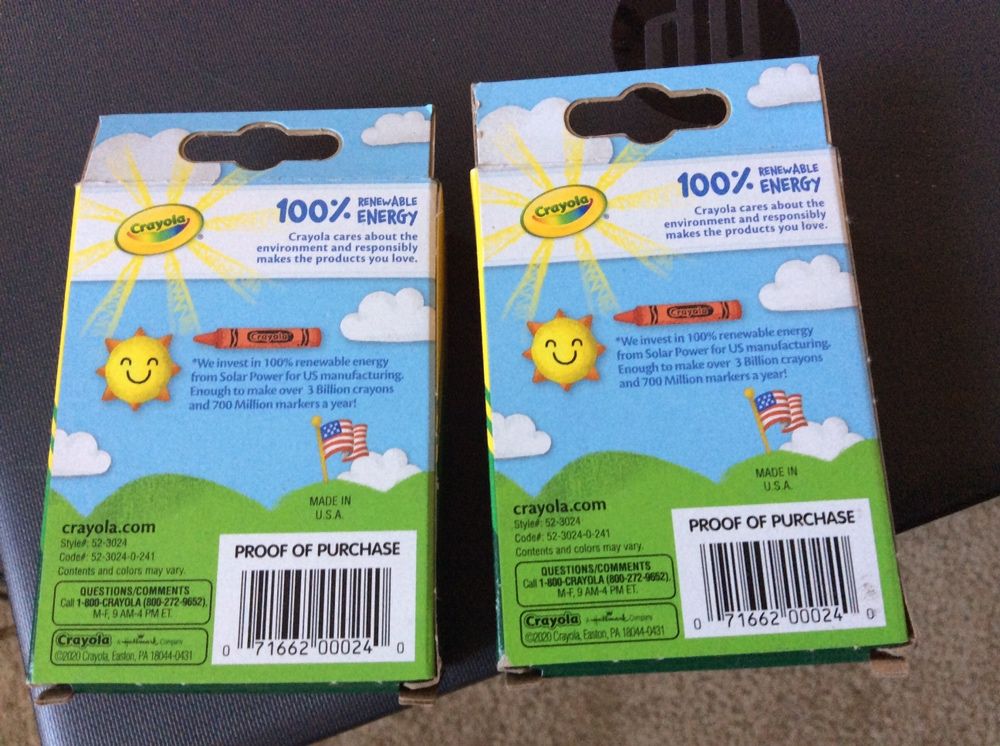 hp
100% RENEWABLE ENERGY
Crayola
Crayola cares about the
environment and responsibly
makes the products you love.
Crayola
*We invest in 100% renewable energy
from Solar Power for US manufacturing.
Enough to make over 3 Billion crayons
and 700 Million markers a year!
MADE IN
U.S.A.
crayola.com
Style#: 52-3024
Code#: 52-3024-0-241
Contents and colors may vary.
QUESTIONS/COMMENTS
Call 1-800-CRAYOLA (800-272-9652),
M-F, 9 AM-4 PM ET.
Crayola A Hallmark Company
©2020 Crayola, Easton, PA 18044-0431
PROOF OF PURCHASE
0 71662 00024 0
100% RENEWABLE ENERGY
Crayola
Crayola cares about the
environment and responsibly
makes the products you love.
Crayola
*We invest in 100% renewable energy
from Solar Power for US manufacturing.
Enough to make over 3 Billion crayons
and 700 Million markers a year!
MADE IN
U.S.A.
crayola.com
Style#: 52-3024
Code#: 52-3024-0-241
Contents and colors may vary.
QUESTIONS/COMMENTS
Call 1-800-CRAYOLA (800-272-9652),
M-F, 9 AM-4 PM ET.
Crayola A Hallmark Company
©2020 Crayola, Easton, PA 18044-0431
PROOF OF PURCHASE
0 71662 00024 0